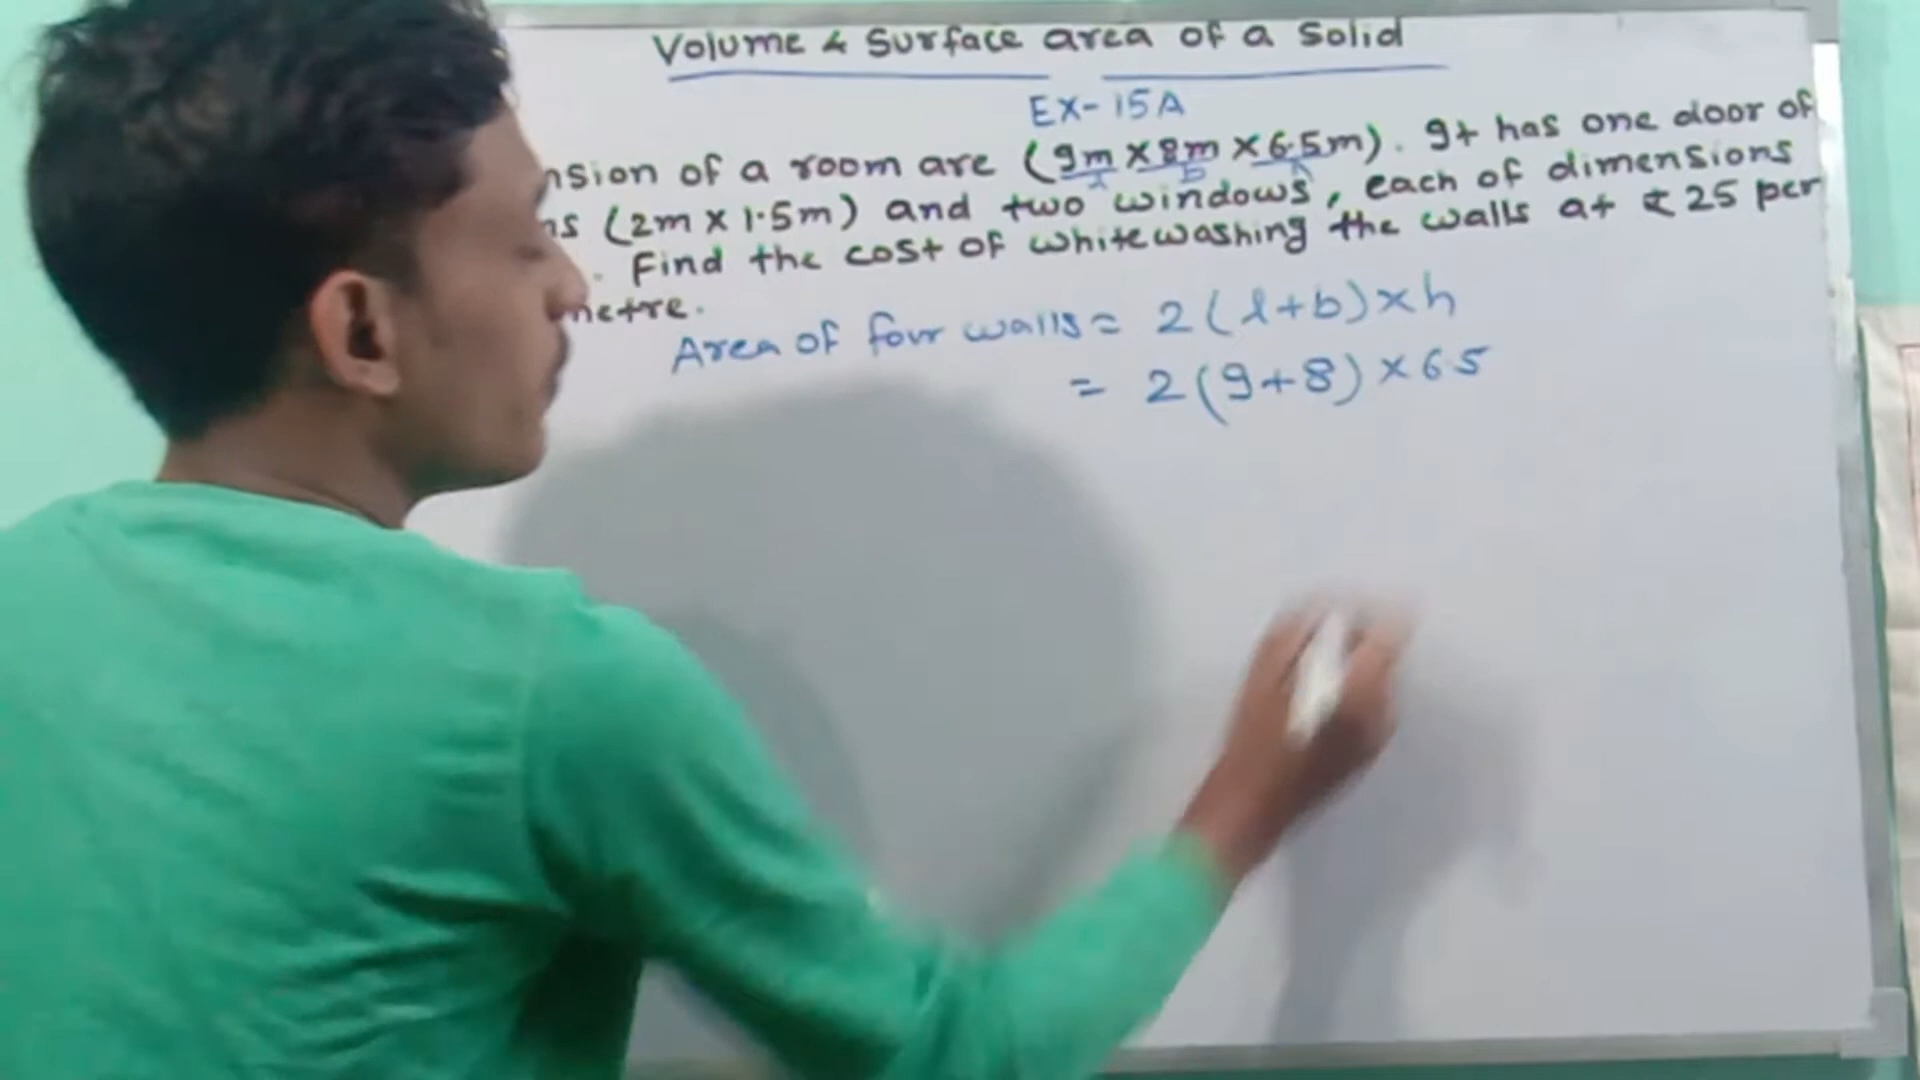 Volume & Surface area of a Solid
EX-15A
nsion of a room are (9m x 8m x 6.5m). It has one door of
l b h
ns (2m x 1.5m) and two windows, each of dimensions
. Find the cost of whitewashing the walls at ₹25 per
metre.
Area of four walls = 2(l+b)×h
= 2(9+8)×6.5